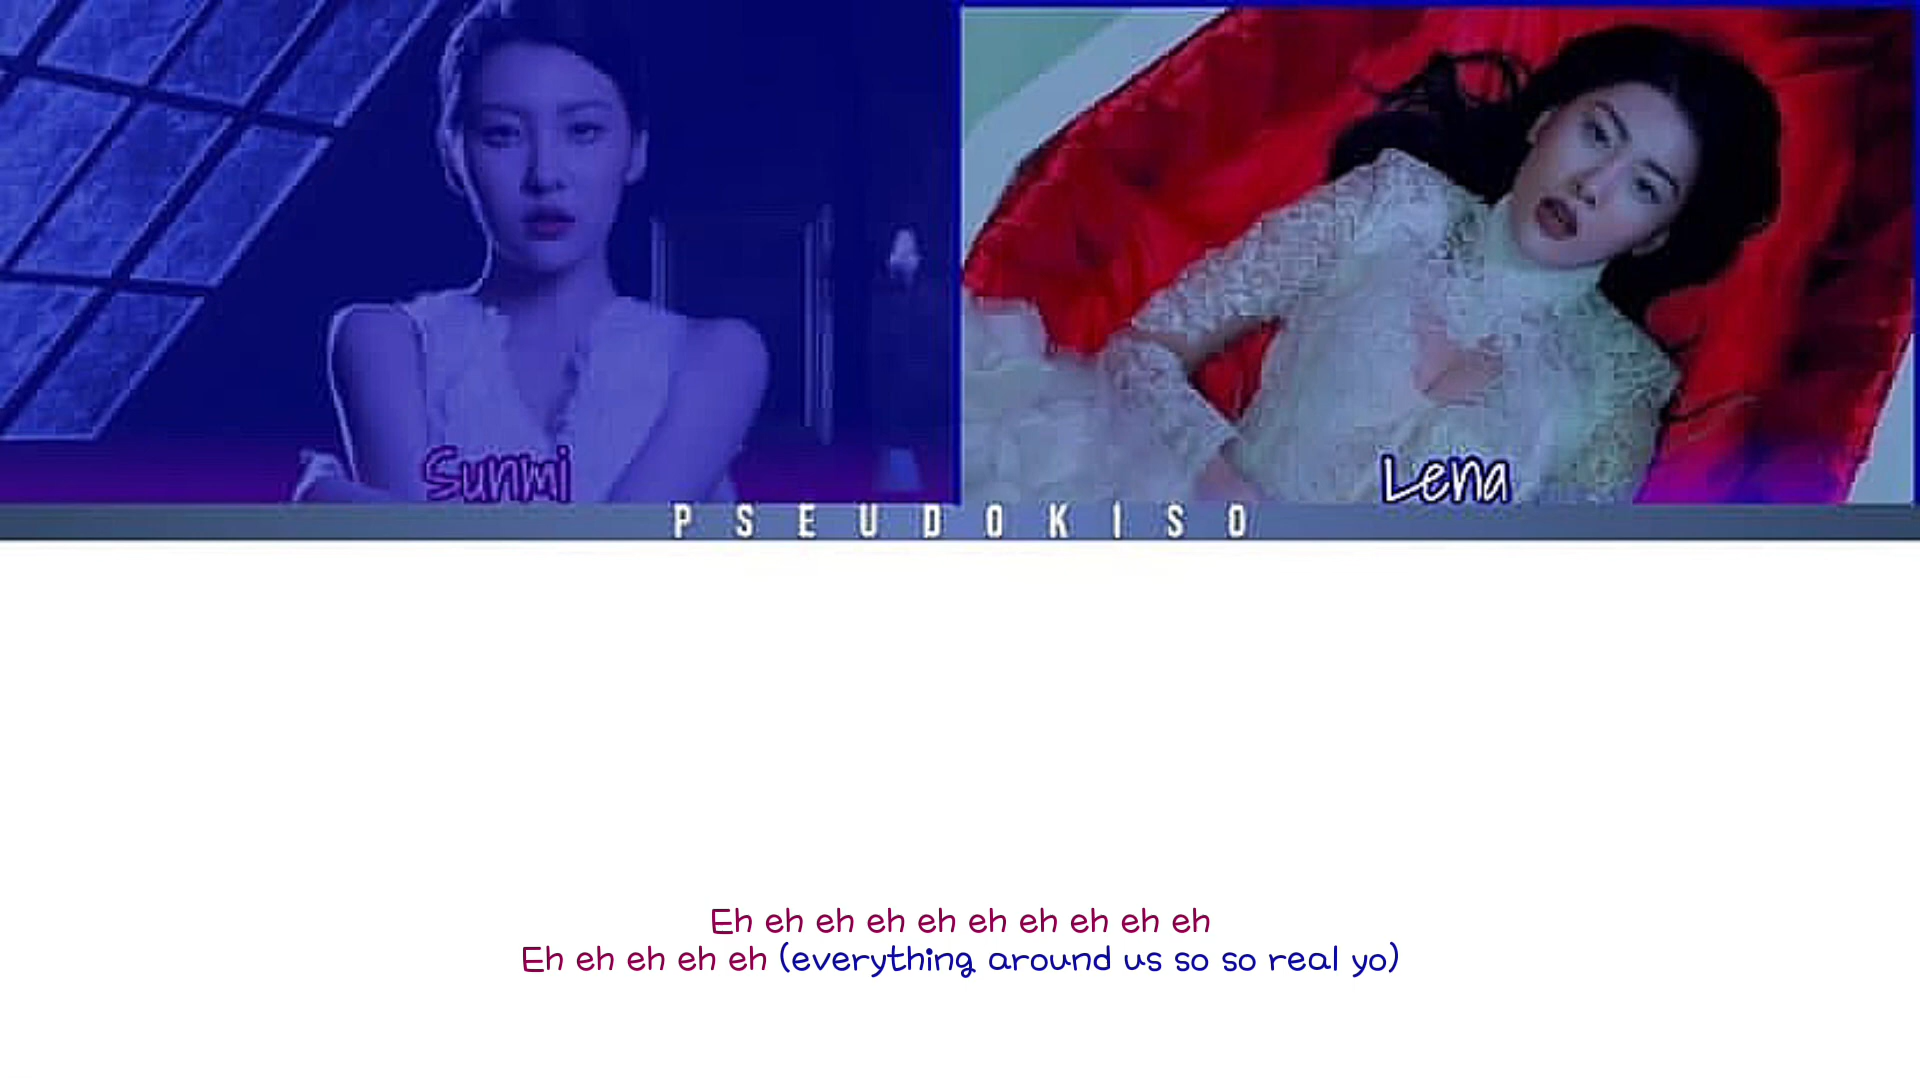 Sunmi
Lena
PSEUDOKISO
Eh eh eh eh eh eh eh eh eh eh
Eh eh eh eh eh (everything around us so so real yo)